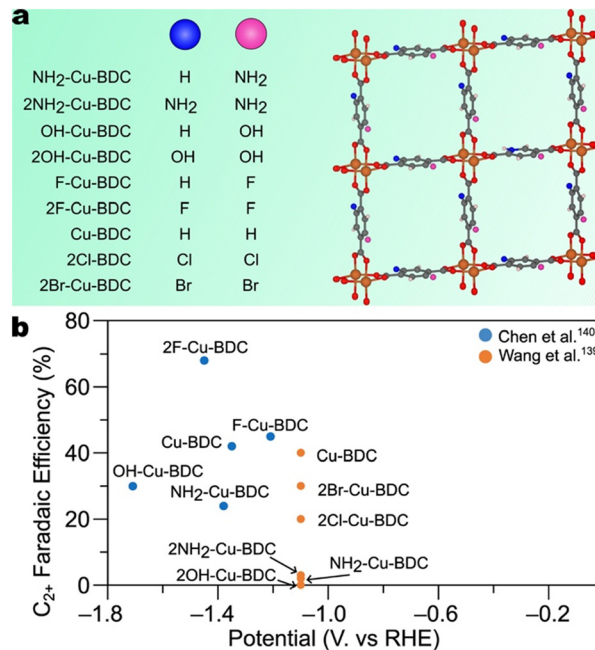 a
NH2-Cu-BDC H NH2
2NH2-Cu-BDC NH2 NH2
OH-Cu-BDC H OH
2OH-Cu-BDC OH OH
F-Cu-BDC H F
2F-Cu-BDC F F
Cu-BDC H H
2Cl-BDC Cl Cl
2Br-Cu-BDC Br Br
b
C2+ Faradaic Efficiency (%)
80
60
40
20
0
Chen et al.140
Wang et al.139
2F-Cu-BDC
F-Cu-BDC
Cu-BDC
Cu-BDC
OH-Cu-BDC
NH2-Cu-BDC
2Br-Cu-BDC
2Cl-Cu-BDC
2NH2-Cu-BDC
NH2-Cu-BDC
2OH-Cu-BDC
−1.8 −1.4 −1.0 −0.6 −0.2
Potential (V. vs RHE)